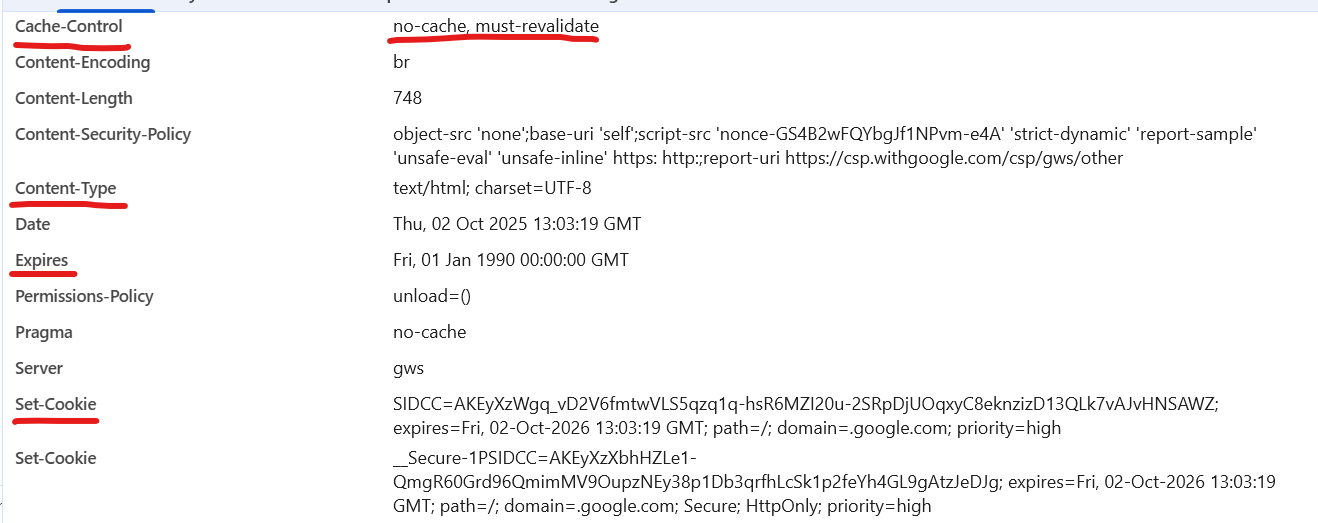 Cache-Control no-cache, must-revalidate
Content-Encoding br
Content-Length 748
Content-Security-Policy object-src 'none';base-uri 'self';script-src 'nonce-GS4B2wFQYbgJf1NPvm-e4A' 'strict-dynamic' 'report-sample'
'unsafe-eval' 'unsafe-inline' https: http:;report-uri https://csp.withgoogle.com/csp/gws/other
Content-Type text/html; charset=UTF-8
Date Thu, 02 Oct 2025 13:03:19 GMT
Expires Fri, 01 Jan 1990 00:00:00 GMT
Permissions-Policy unload=()
Pragma no-cache
Server gws
Set-Cookie SIDCC=AKEyXzWgq_vD2V6fmtwVLS5qzq1q-hsR6MZI20u-2SRpDjUOqxyC8eknzizD13QLk7vAJvHNSAWZ;
expires=Fri, 02-Oct-2026 13:03:19 GMT; path=/; domain=.google.com; priority=high
Set-Cookie __Secure-1PSIDCC=AKEyXzXbhHZLe1-
QmgR60Grd96QmimMV9OupzNEy38p1Db3qrfhLcSk1p2feYh4GL9gAtzJeDJg; expires=Fri, 02-Oct-2026 13:03:19
GMT; path=/; domain=.google.com; Secure; HttpOnly; priority=high